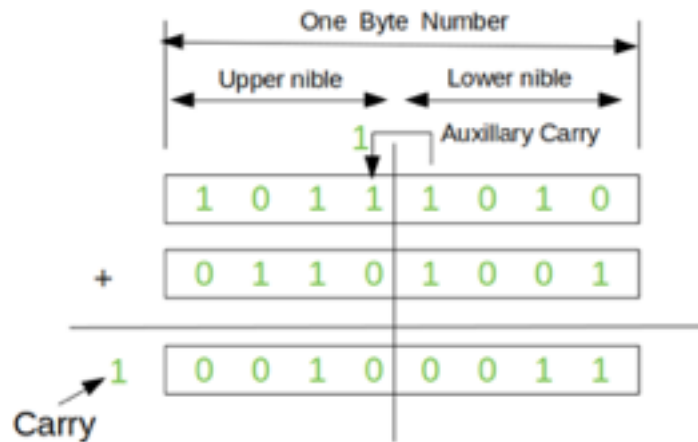 One Byte Number
Upper nible Lower nible
1 Auxillary Carry
1 0 1 1 1 0 1 0
+ 0 1 1 0 1 0 0 1
1 0 0 1 0 0 0 1 1
Carry